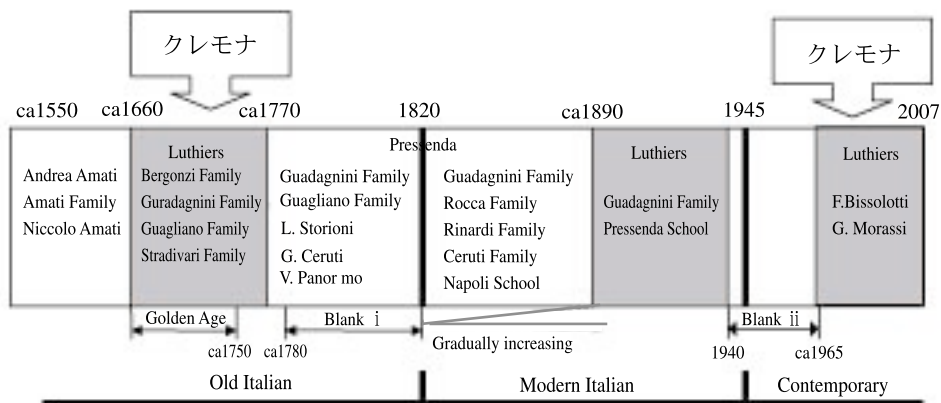 クレモナ
クレモナ
ca1550 ca1660 ca1770 1820 ca1890 1945 2007
Pressenda
Andrea Amati
Amati Family
Niccolo Amati
Luthiers
Bergonzi Family
Guradagnini Family
Guagliano Family
Stradivari Family
Guadagnini Family
Guagliano Family
L. Storioni
G. Ceruti
V. Panor mo
Guadagnini Family
Rocca Family
Rinardi Family
Ceruti Family
Napoli School
Luthiers
Guadagnini Family
Pressenda School
Luthiers
F.Bissolotti
G. Morassi
Golden Age
Blank ⅰ
Blank ⅱ
Gradually increasing
ca1750 ca1780 1940 ca1965
Old Italian Modern Italian Contemporary